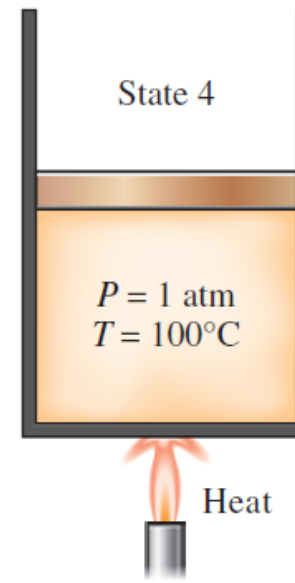 State 4
P = 1 atm
T = 100°C
Heat